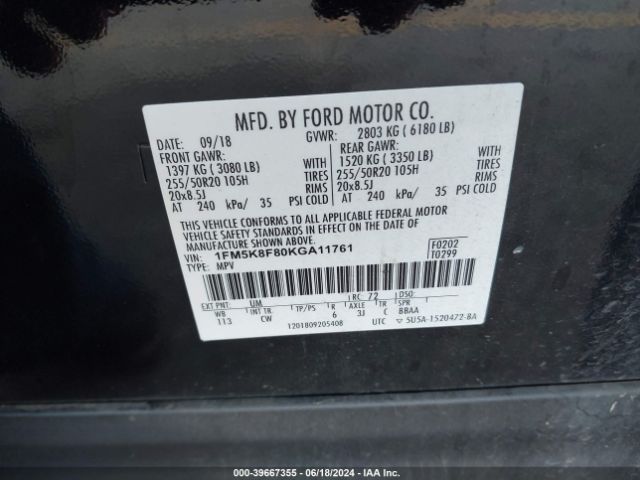 MFD. BY FORD MOTOR CO.
DATE: 09/18 GVWR: 2803 KG ( 6180 LB)
FRONT GAWR: REAR GAWR:
1397 KG ( 3080 LB) WITH 1520 KG ( 3350 LB) WITH
255/50R20 105H TIRES 255/50R20 105H TIRES
20x8.5J RIMS 20x8.5J RIMS
AT 240 kPa/ 35 PSI COLD AT 240 kPa/ 35 PSI COLD
THIS VEHICLE CONFORMS TO ALL APPLICABLE FEDERAL MOTOR
VEHICLE SAFETY STANDARDS IN EFFECT ON THE DATE OF
MANUFACTURE SHOWN ABOVE.
VIN: 1FM5K8F80KGA11761 F0202
TYPE: MPV T0299
EXT PNT: UM RC: 72 DSO:
WB INT TR. TP/PS R AXLE TR SPR
113 CW 6 3J C BBAA
1201809205408 UTC ▽ 5U5A-1520472-BA
000-39667355 • 06/18/2024 • IAA Inc.